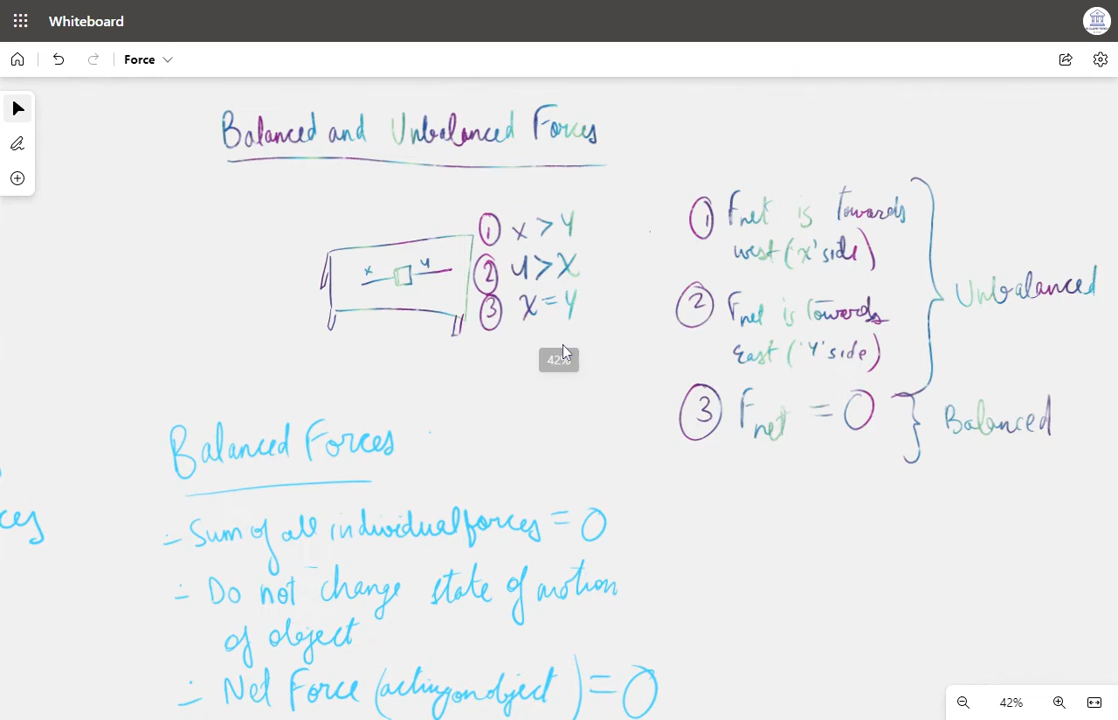 Whiteboard
Force
Balanced and Unbalanced Forces
x y
① x > y
② y > x
③ x = y
① Fnet is towards
west ('x' side)
② Fnet is towards
east ('y' side)
Unbalanced
③ Fnet = 0
Balanced
42%
Balanced Forces
ces
- Sum of all individual forces = 0
- Do not change state of motion
of object
- Net Force (acting on object) = 0
42%